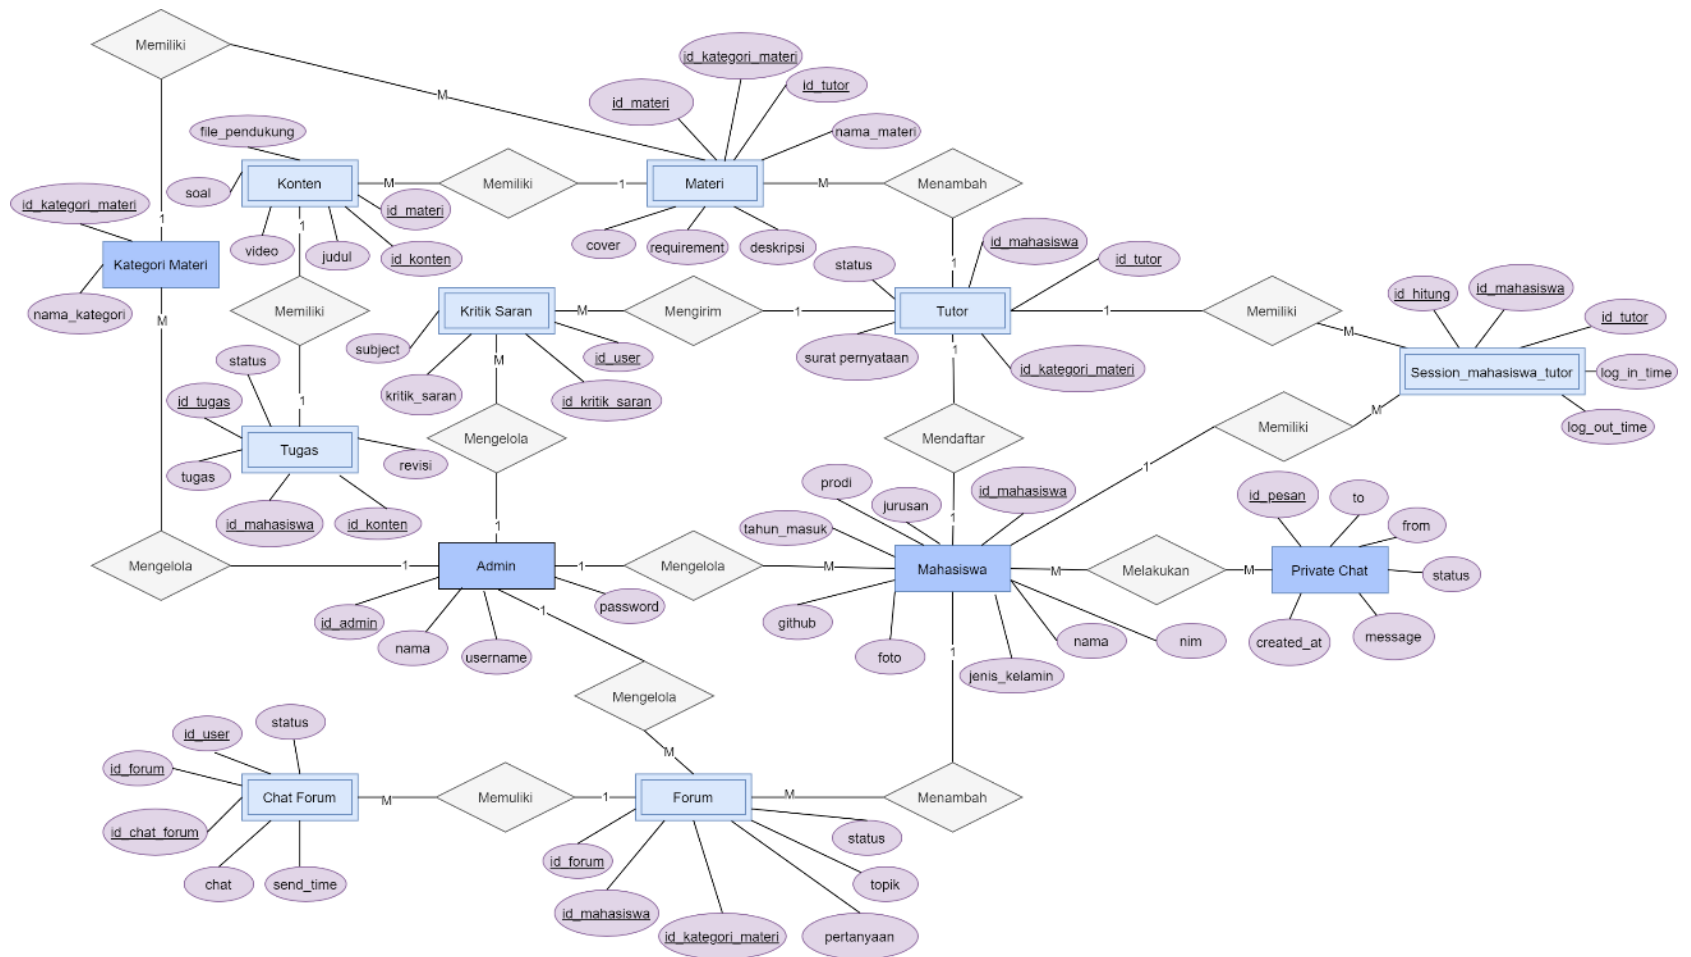 Memiliki
M
id_kategori_materi
id_materi
id_tutor
nama_materi
file_pendukung
Konten
M
Memiliki
1
Materi
M
Menambah
soal
id_kategori_materi
1
id_materi
1
video
judul
id_konten
cover
requirement
deskripsi
id_mahasiswa
status
1
id_tutor
Kategori Materi
nama_kategori
M
Memiliki
Kritik Saran
M
Mengirim
1
Tutor
1
Memiliki
M
id_hitung
id_mahasiswa
id_tutor
subject
M
id_user
surat pernyataan
1
id_kategori_materi
Session_mahasiswa_tutor
log_in_time
status
kritik_saran
id_kritik_saran
id_tugas
1
Mengelola
Mendaftar
Memiliki
M
log_out_time
Tugas
tugas
revisi
1
prodi
jurusan
id_mahasiswa
id_pesan
to
from
id_mahasiswa
id_konten
1
tahun_masuk
1
Mengelola
1
Admin
1
Mengelola
M
Mahasiswa
M
Melakukan
M
Private Chat
status
id_admin
nama
username
password
1
github
foto
jenis_kelamin
nama
nim
created_at
message
1
Mengelola
M
id_user
status
id_forum
Chat Forum
M
Memuliki
1
Forum
M
Menambah
id_chat_forum
chat
send_time
id_forum
id_mahasiswa
id_kategori_materi
pertanyaan
topik
status